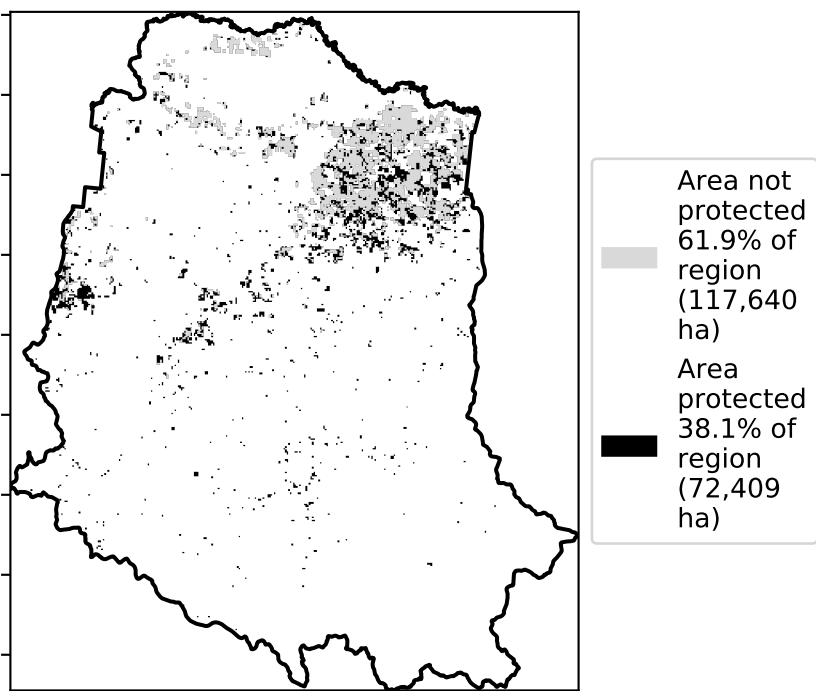 Area not
protected
61.9% of
region
(117,640
ha)
Area
protected
38.1% of
region
(72,409
ha)